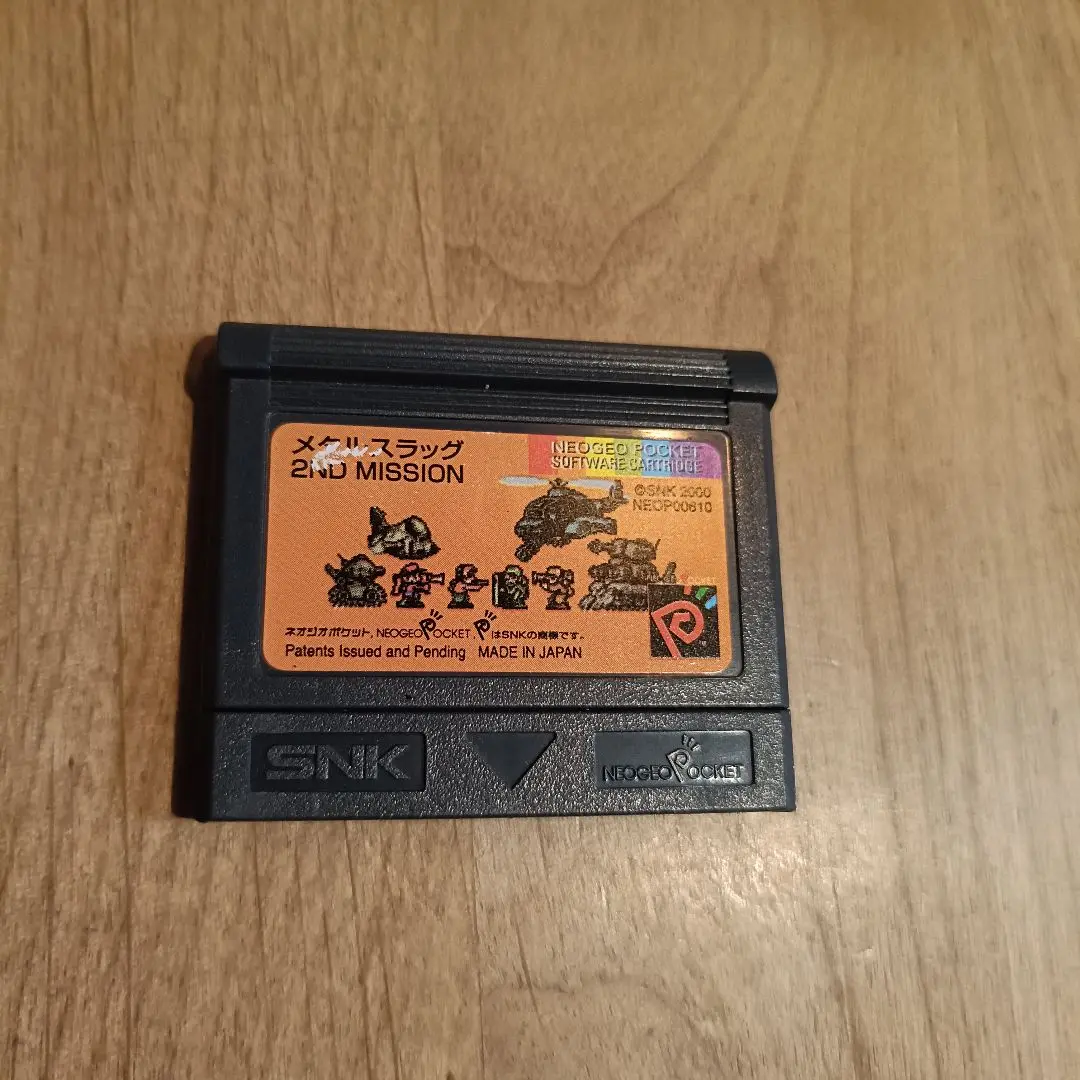 メタルスラッグ
2ND MISSION
NEOGEO POCKET
SOFTWARE CARTRIDGE
©SNK 2000
NEOP00610
ネオジオポケット, NEOGEO POCKET, P はSNKの商標です。
Patents Issued and Pending MADE IN JAPAN
SNK
NEOGEO POCKET